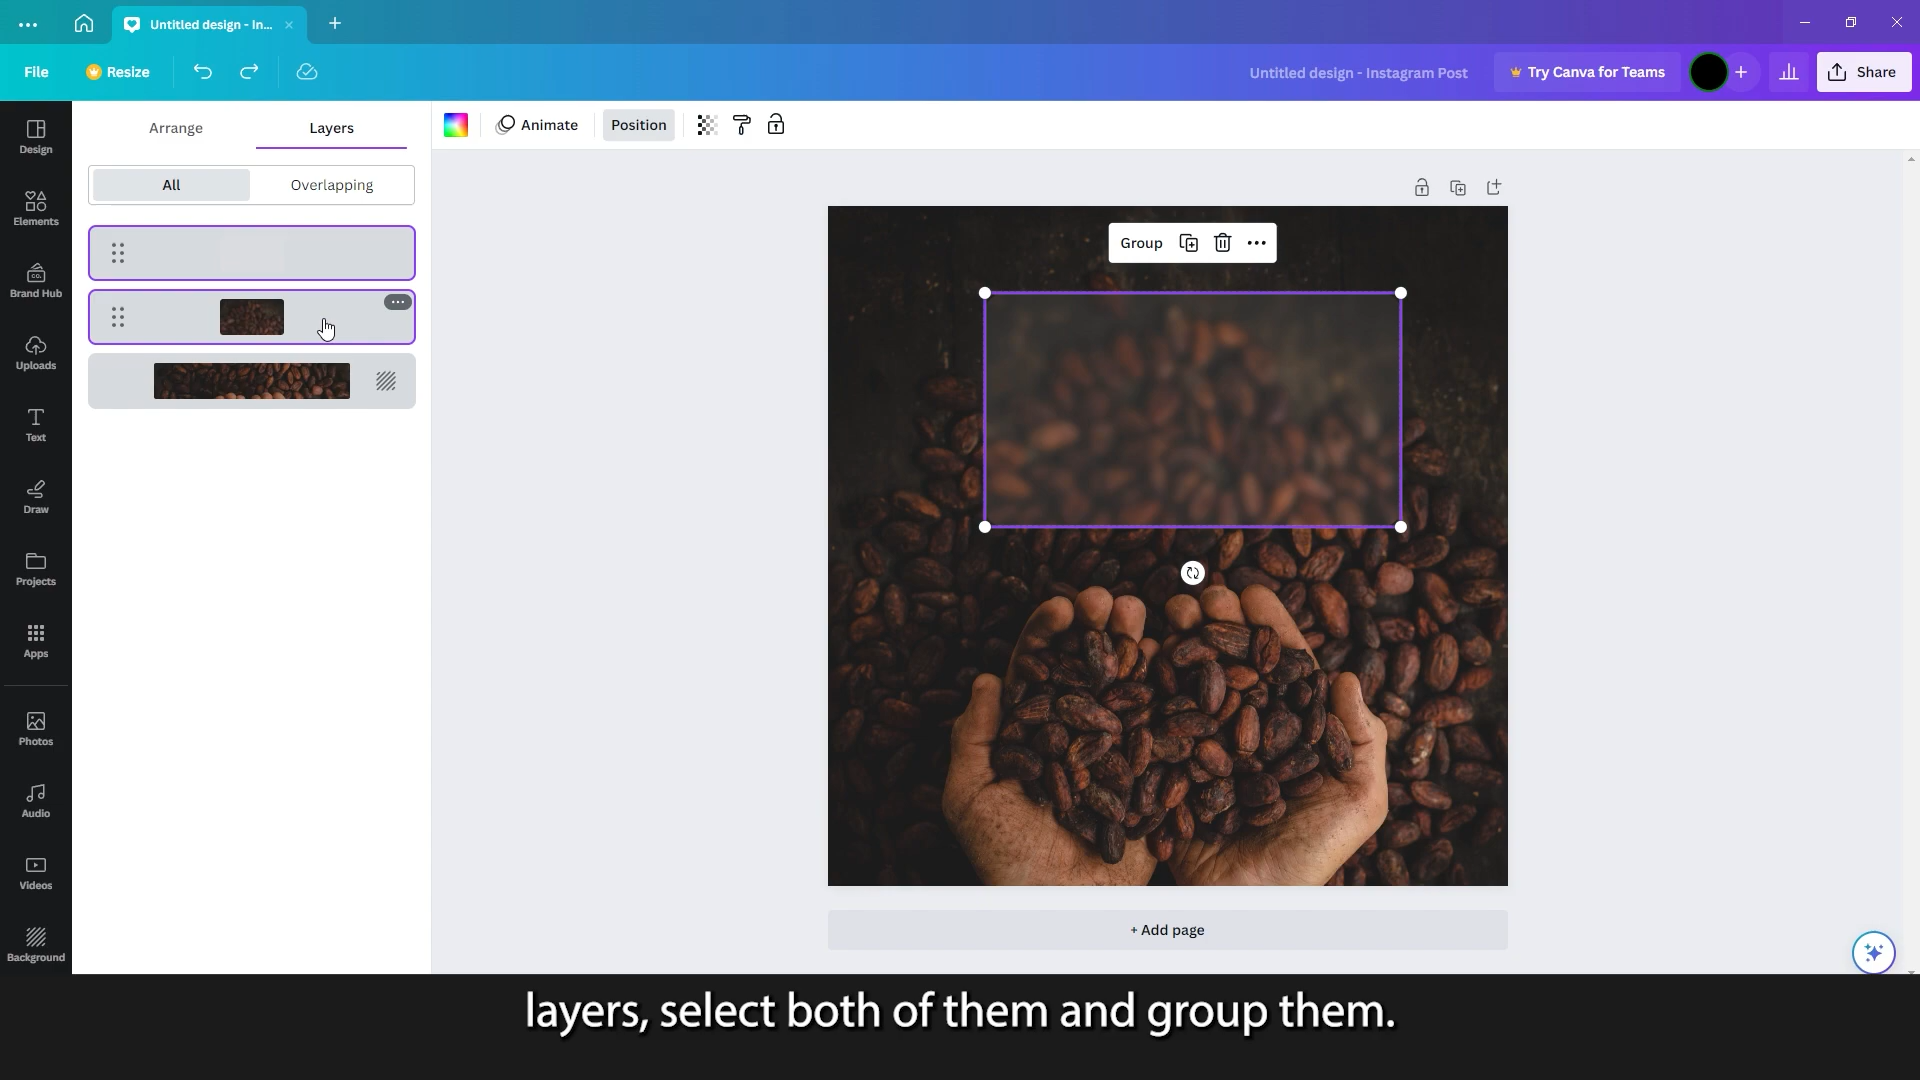 Untitled design - In...
File
Resize
Untitled design - Instagram Post
Try Canva for Teams
Share
Design
Elements
Brand Hub
Uploads
Text
Draw
Projects
Apps
Photos
Audio
Videos
Background
Arrange
Layers
All
Overlapping
Animate
Position
Group
+ Add page
layers, select both of them and group them.